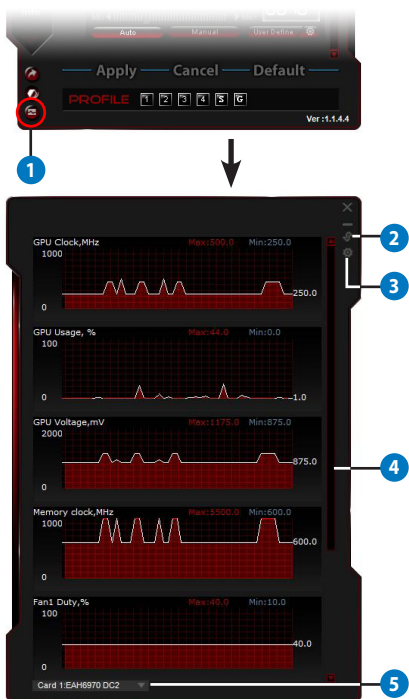 Auto Manual User Define
Apply Cancel Default
PROFILE 1 2 3 4 S G
Ver :1.1.4.4
1
2
3
GPU Clock,MHz Max:500.0 Min:250.0
1000
250.0
0
GPU Usage, % Max:44.0 Min:0.0
100
0
1.0
GPU Voltage,mV Max:1175.0 Min:875.0
2000
875.0
0
4
Memory clock,MHz Max:5500.0 Min:600.0
1000
600.0
0
Fan1 Duty,% Max:40.0 Min:10.0
100
40.0
0
Card 1:EAH6970 DC2
5